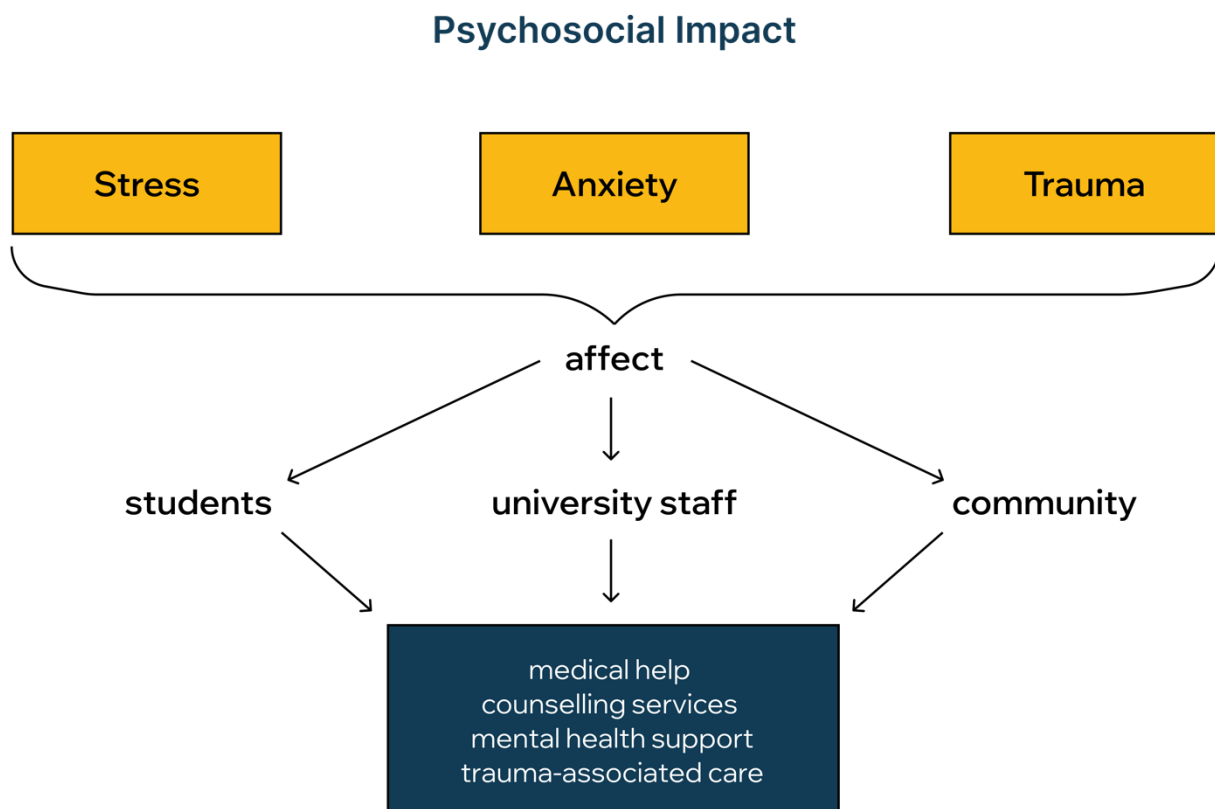 Psychosocial Impact
Stress
Anxiety
Trauma
affect
students
university staff
community
medical help
counselling services
mental health support
trauma-associated care